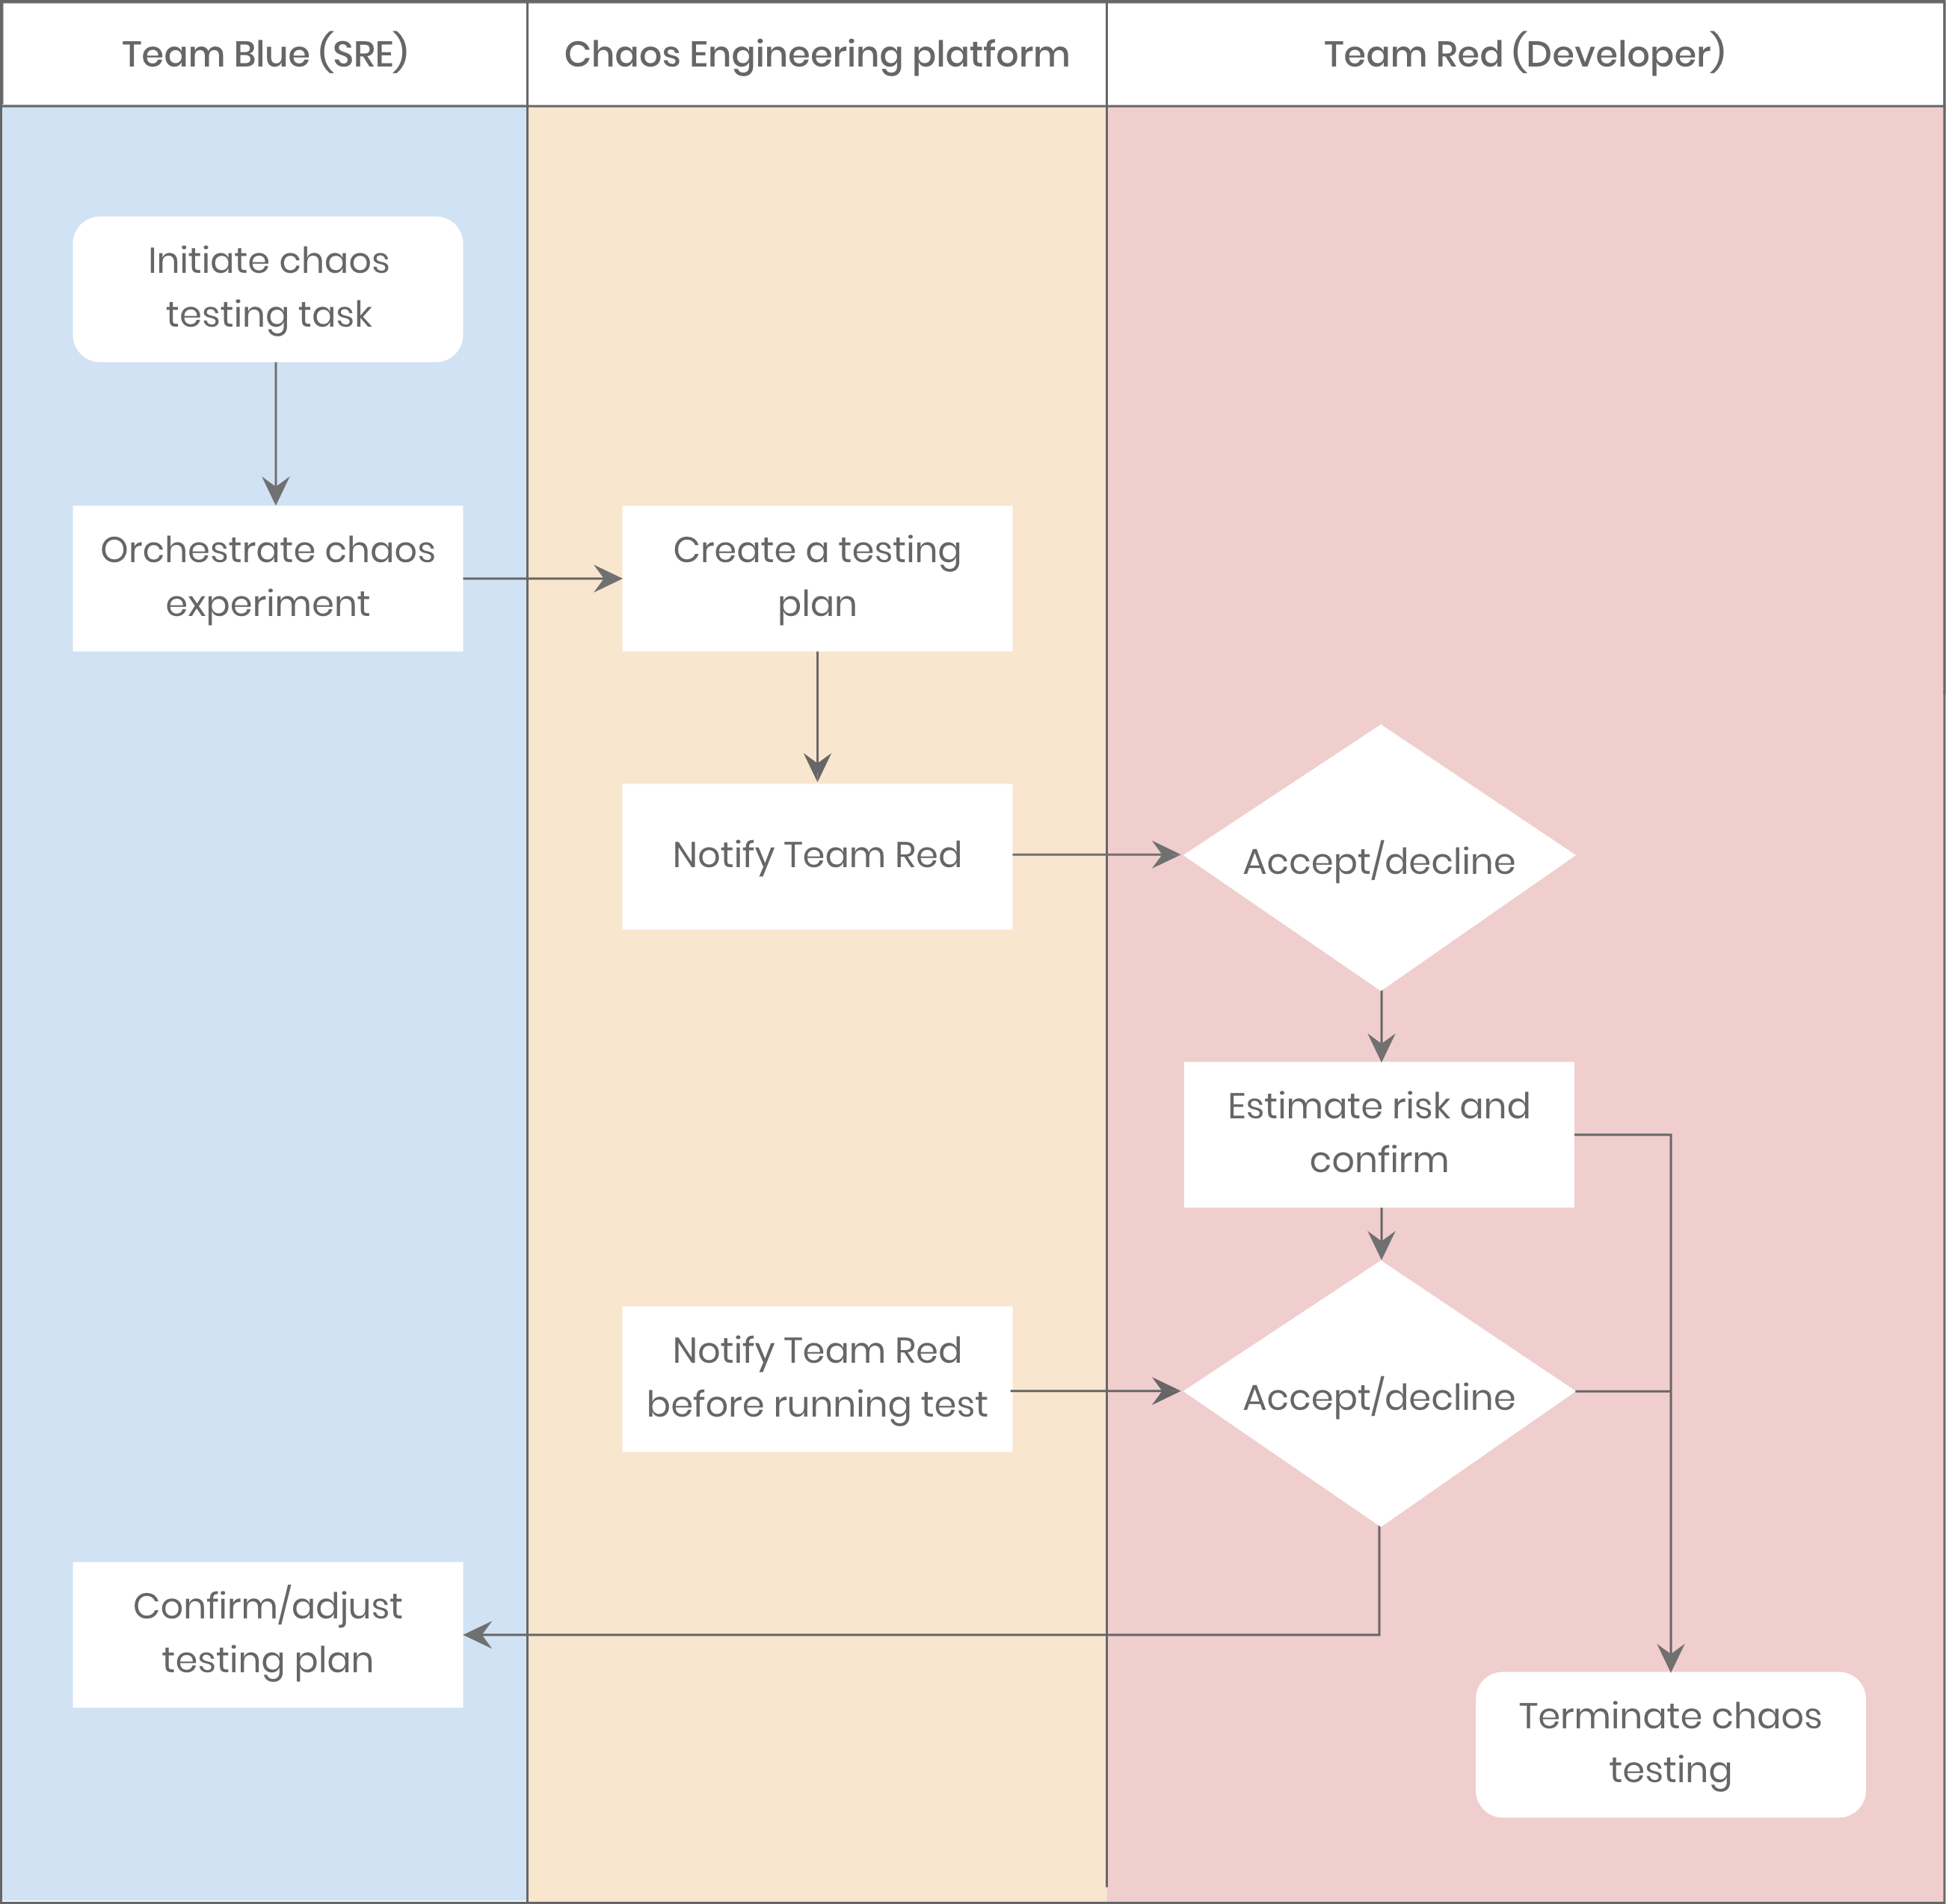 Team Blue (SRE)
Chaos Engineering platform
Team Red (Developer)
Initiate chaos
testing task
Orchestrate chaos
experiment
Create a testing
plan
Notify Team Red
Accept/decline
Estimate risk and
confirm
Notify Team Red
before running test
Accept/decline
Confirm/adjust
testing plan
Terminate chaos
testing